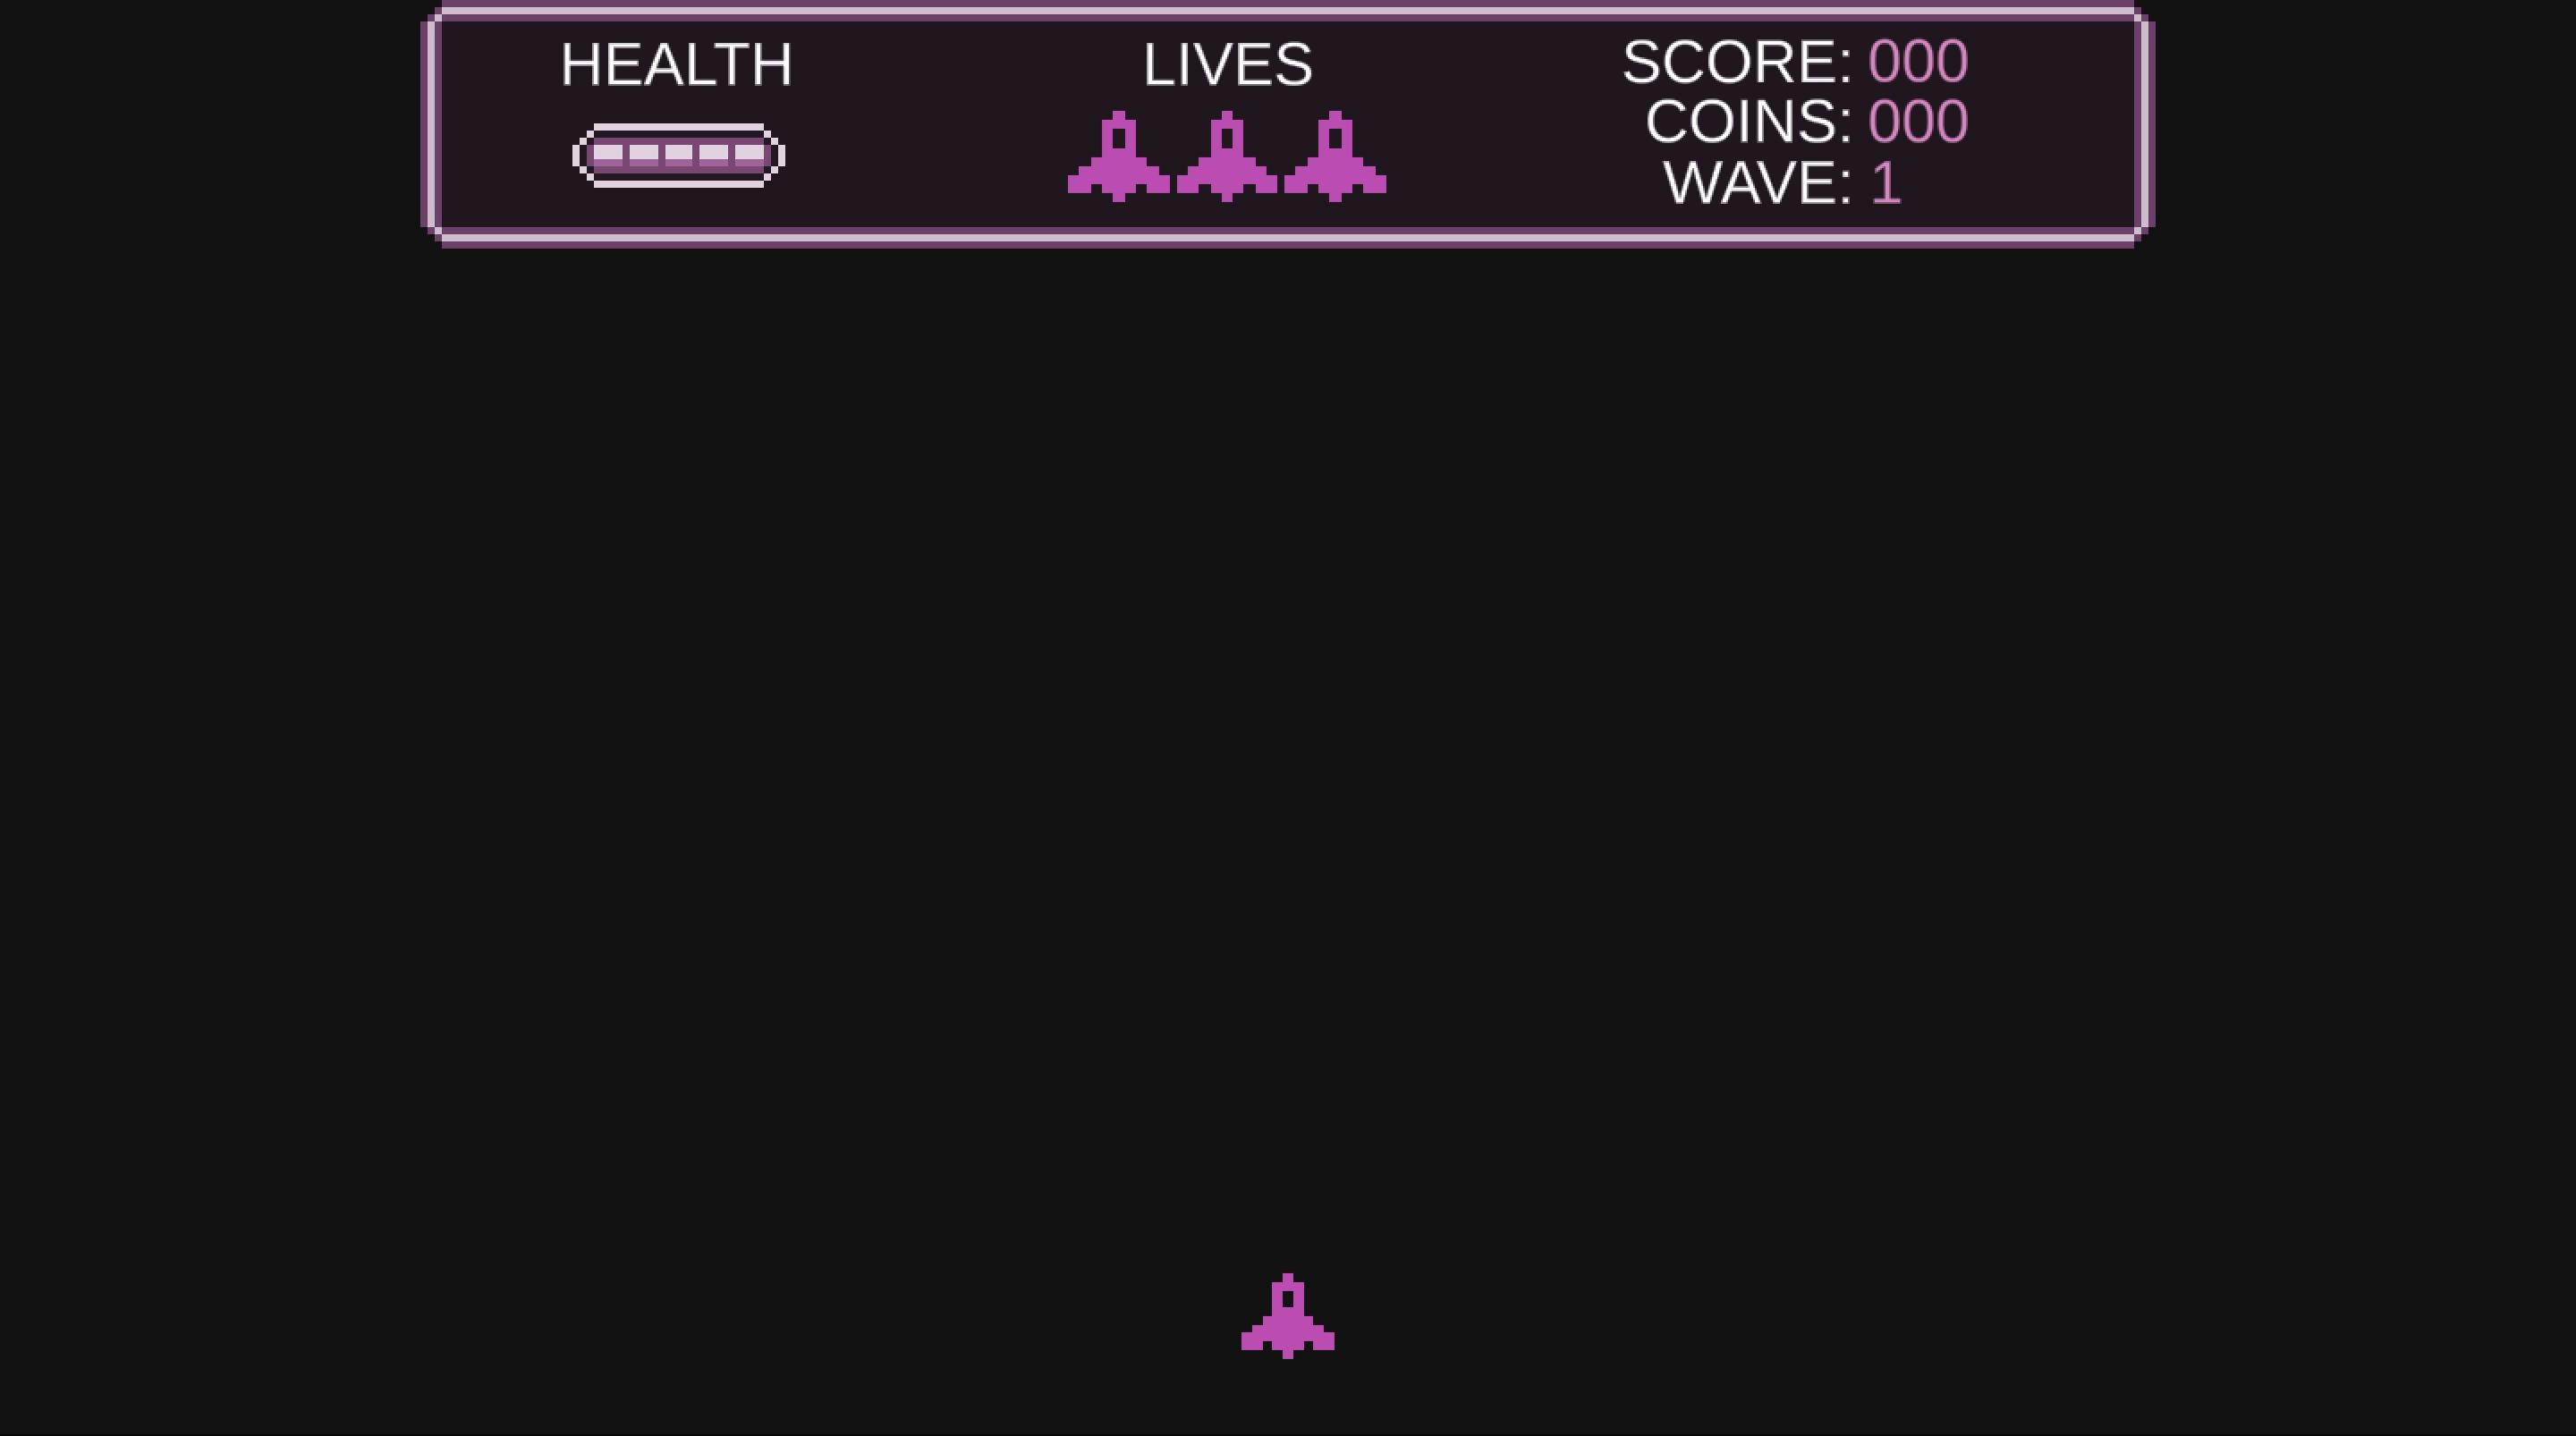 HEALTH
LIVES
SCORE: 000
COINS: 000
WAVE: 1